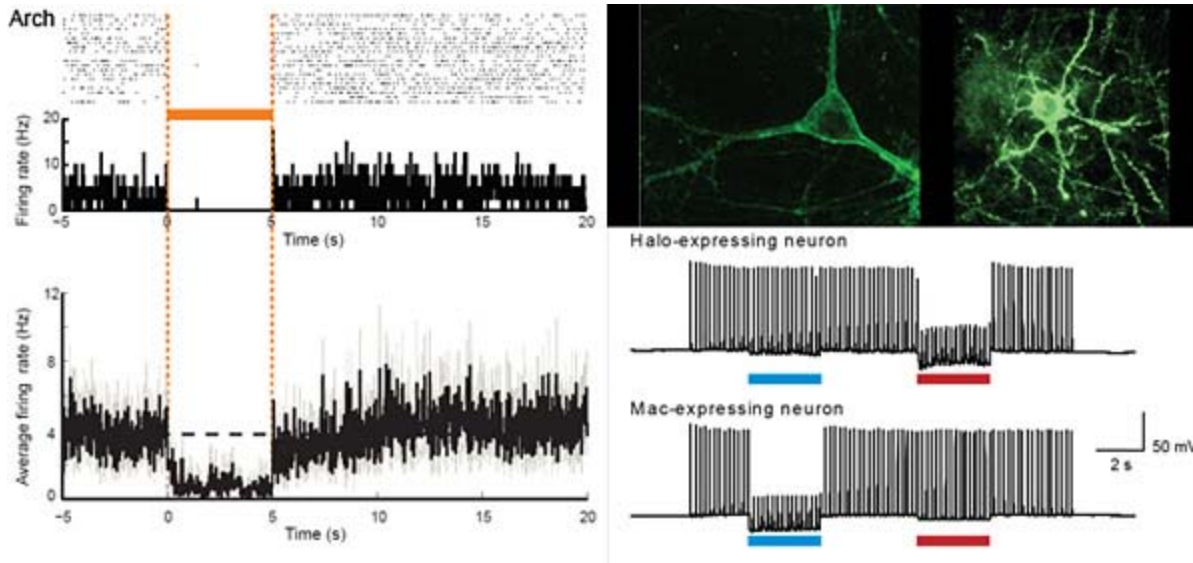 Arch
20
10
0
Firing rate (Hz)
−5 0 5 10 15 20
Time (s)
12
8
4
0
Average firing rate (Hz)
−5 0 5 10 15 20
Time (s)
Halo-expressing neuron
Mac-expressing neuron
50 mV
2 s